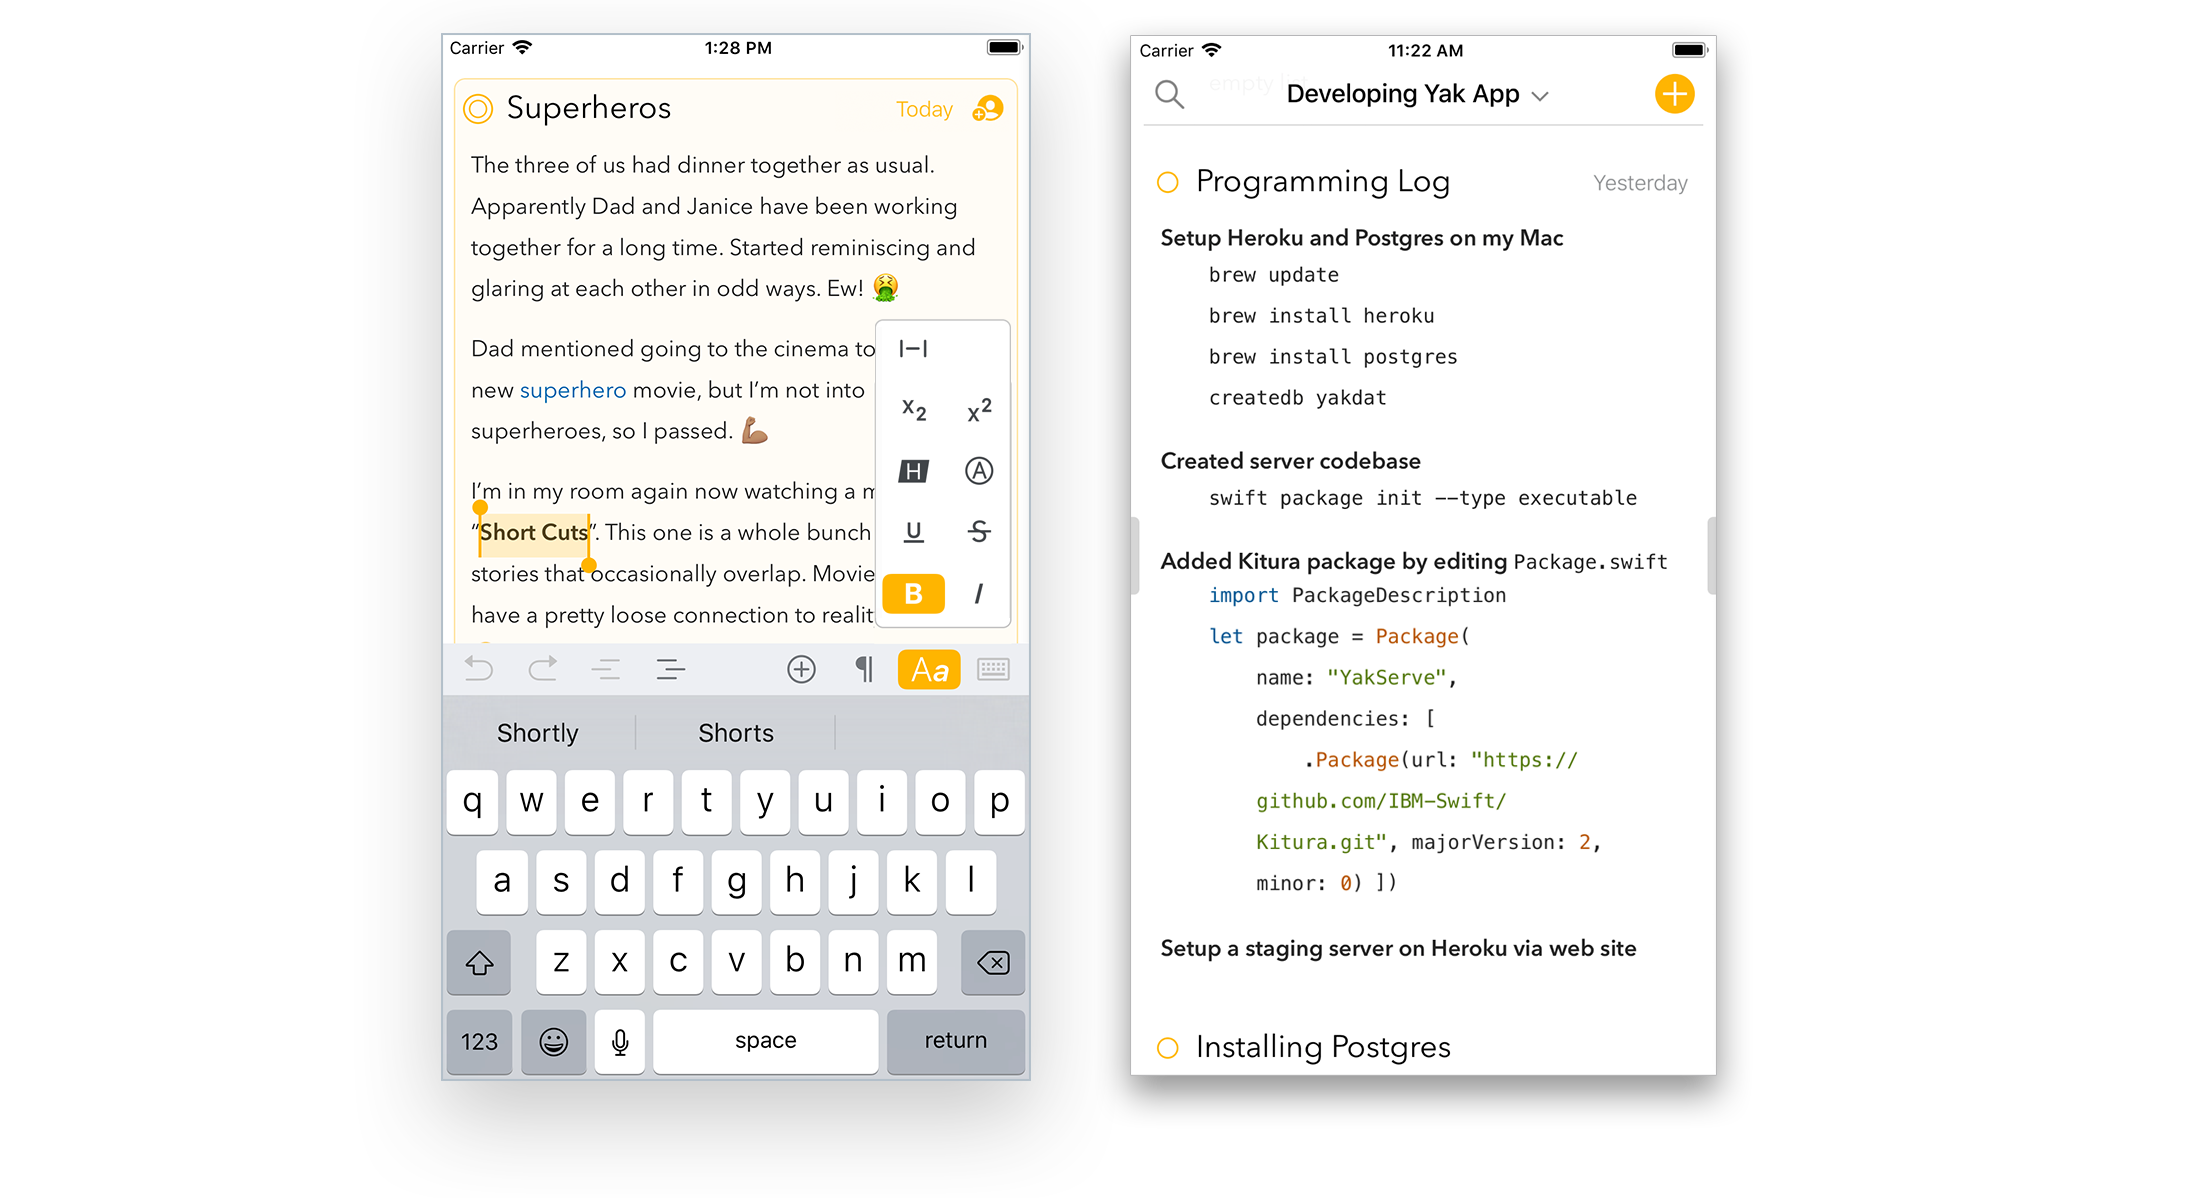 Carrier 1:28 PM
Superheros Today
The three of us had dinner together as usual.
Apparently Dad and Janice have been working
together for a long time. Started reminiscing and
glaring at each other in odd ways. Ew! 🤮
Dad mentioned going to the cinema to
new superhero movie, but I’m not into
superheroes, so I passed. 💪🏽
I’m in my room again now watching a
“Short Cuts”. This one is a whole bunch
stories that occasionally overlap. Movie
have a pretty loose connection to realit
x2 x2
H A
U S
B I
Aa
Shortly Shorts
q w e r t y u i o p
a s d f g h j k l
z x c v b n m
123 space return
Carrier 11:22 AM
empty li
Developing Yak App
Programming Log Yesterday
Setup Heroku and Postgres on my Mac
brew update
brew install heroku
brew install postgres
createdb yakdat
Created server codebase
swift package init --type executable
Added Kitura package by editing Package.swift
import PackageDescription
let package = Package(
name: "YakServe",
dependencies: [
.Package(url: "https://
github.com/IBM-Swift/
Kitura.git", majorVersion: 2,
minor: 0) ])
Setup a staging server on Heroku via web site
Installing Postgres